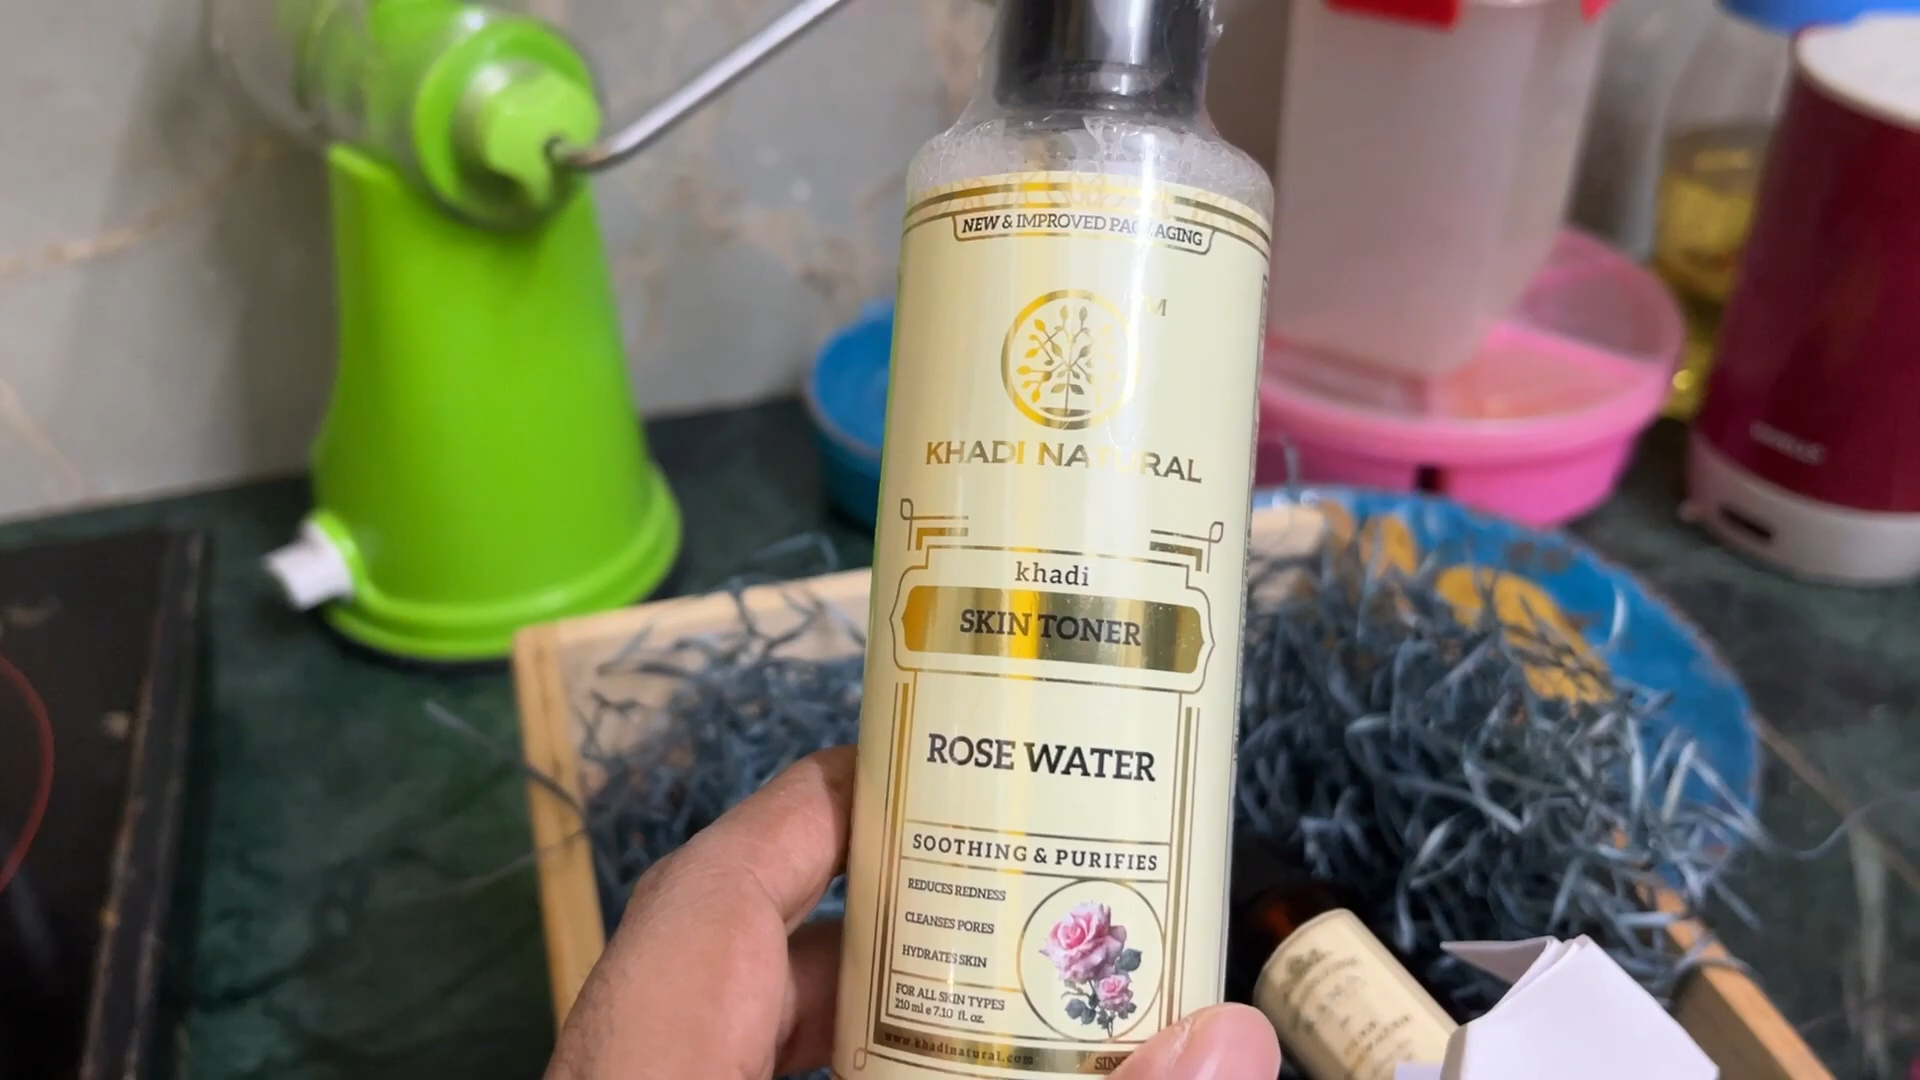 NEW & IMPROVED PACKAGING
TM
KHADI NATURAL
khadi
SKIN TONER
ROSE WATER
SOOTHING & PURIFIES
REDUCES REDNESS
CLEANSES PORES
HYDRATES SKIN
FOR ALL SKIN TYPES
210 ml e 7.10 fl. oz.
www.khadinatural.com